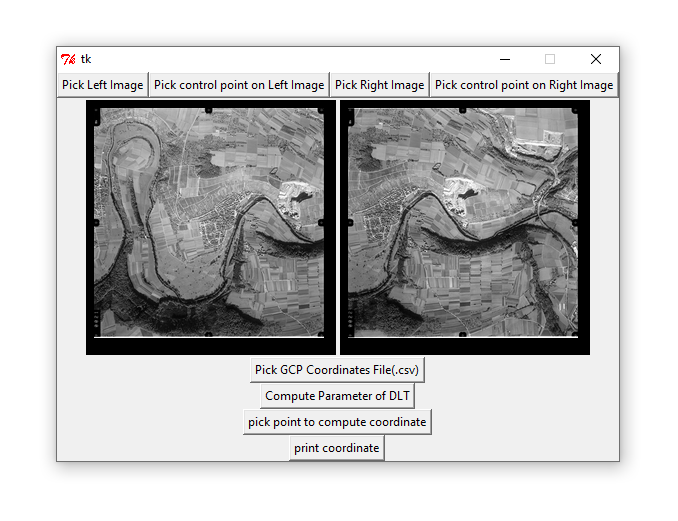 tk
Pick Left Image Pick control point on Left Image Pick Right Image Pick control point on Right Image
Pick GCP Coordinates File(.csv)
Compute Parameter of DLT
pick point to compute coordinate
print coordinate